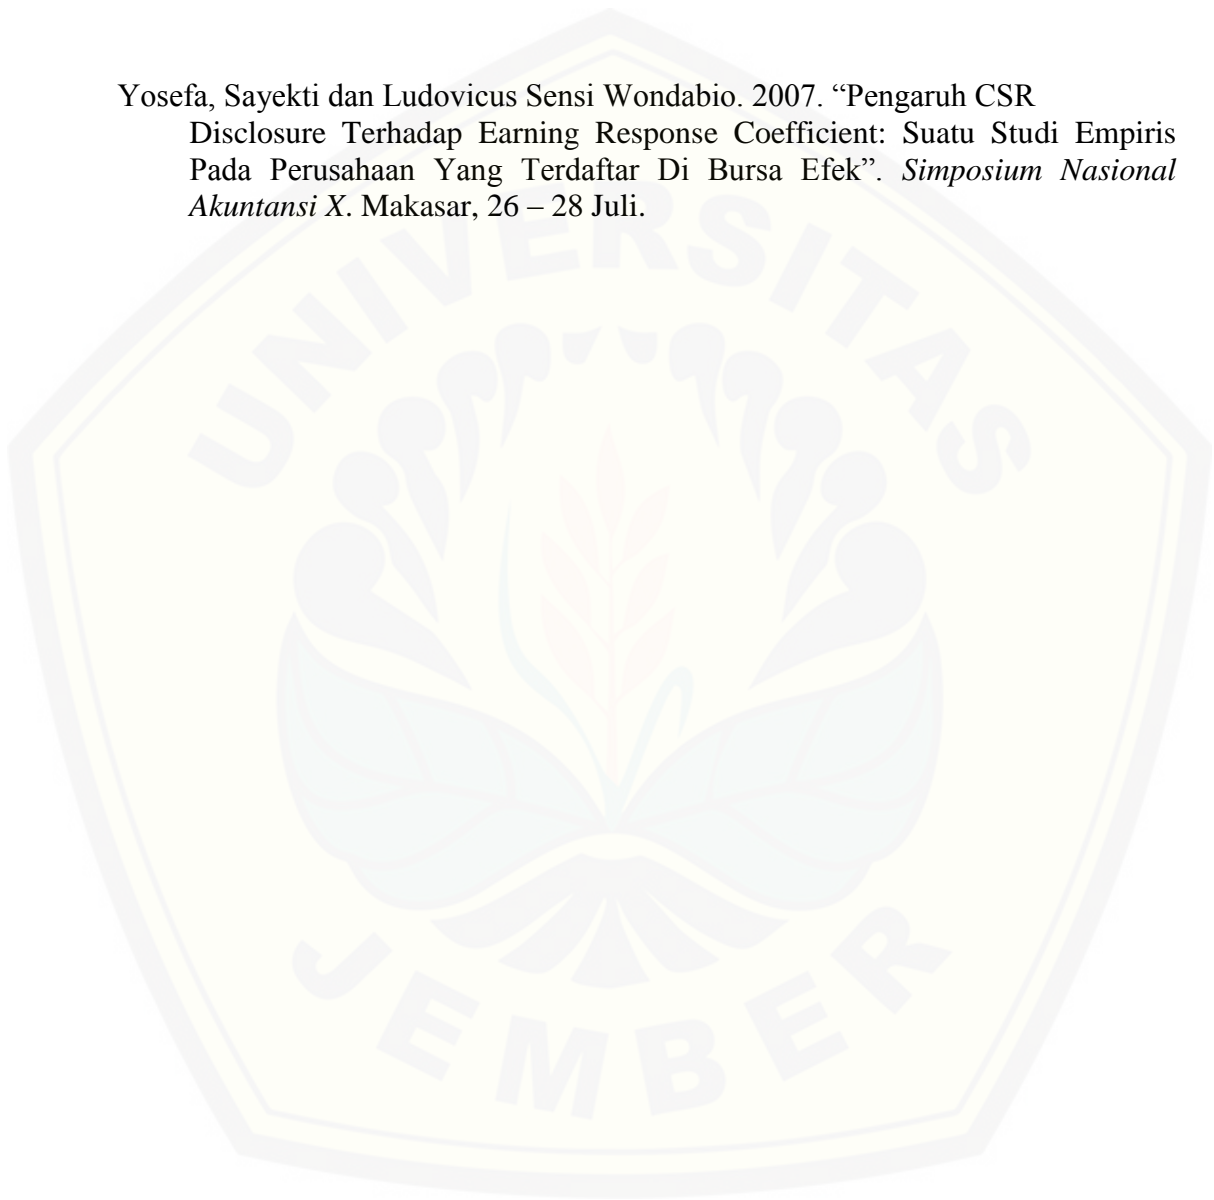 Yosefa, Sayekti dan Ludovicus Sensi Wondabio. 2007. “Pengaruh CSR
Disclosure Terhadap Earning Response Coefficient: Suatu Studi Empiris
Pada Perusahaan Yang Terdaftar Di Bursa Efek”. Simposium Nasional
Akuntansi X. Makasar, 26 – 28 Juli.
UNIVERSITAS
JEMBER